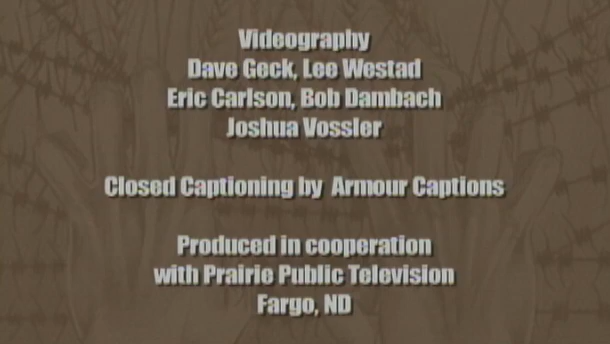 Videography
Dave Geck, Lee Westad
Eric Carlson, Bob Dambach
Joshua Vossler
Closed Captioning by Armour Captions
Produced in cooperation
with Prairie Public Television
Fargo, ND